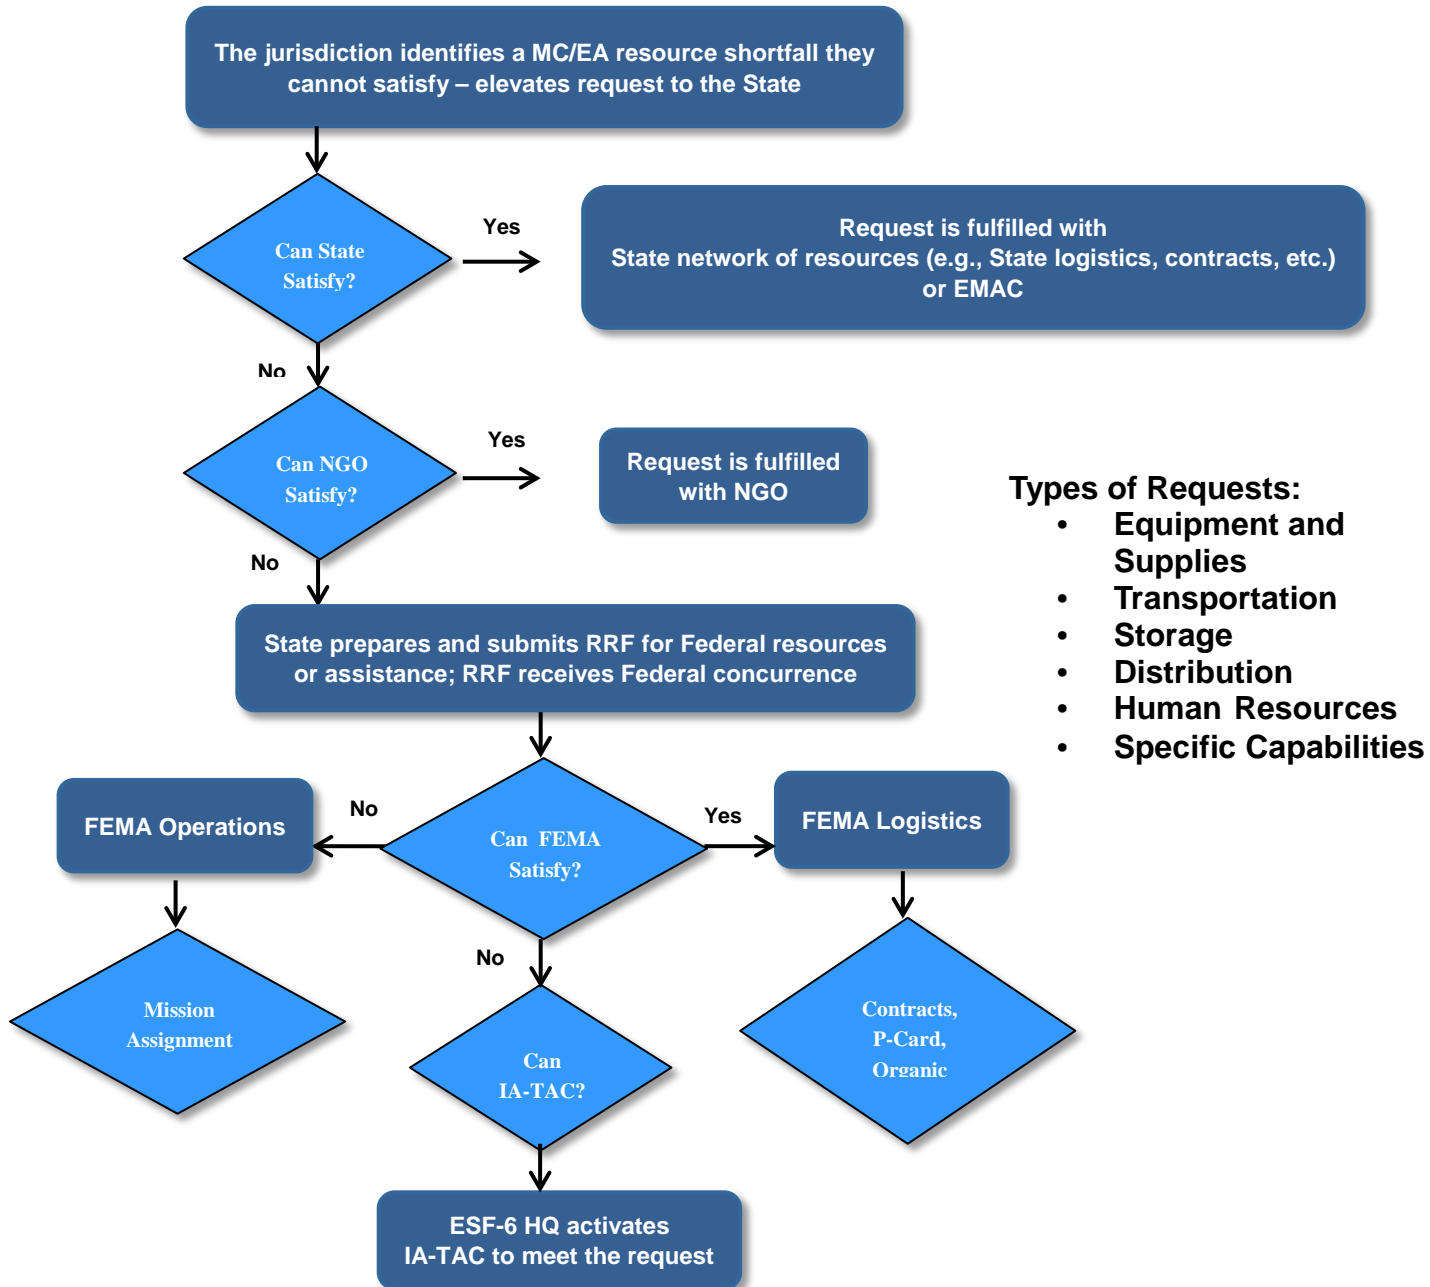 The jurisdiction identifies a MC/EA resource shortfall they
cannot satisfy – elevates request to the State
Can State
Satisfy?
Yes
Request is fulfilled with
State network of resources (e.g., State logistics, contracts, etc.)
or EMAC
No
Can NGO
Satisfy?
Yes
Request is fulfilled
with NGO
No
State prepares and submits RRF for Federal resources
or assistance; RRF receives Federal concurrence
Types of Requests:
• Equipment and
Supplies
• Transportation
• Storage
• Distribution
• Human Resources
• Specific Capabilities
FEMA Operations
No
Can FEMA
Satisfy?
Yes
FEMA Logistics
Mission
Assignment
No
Can
IA-TAC?
Contracts,
P-Card,
Organic
ESF-6 HQ activates
IA-TAC to meet the request